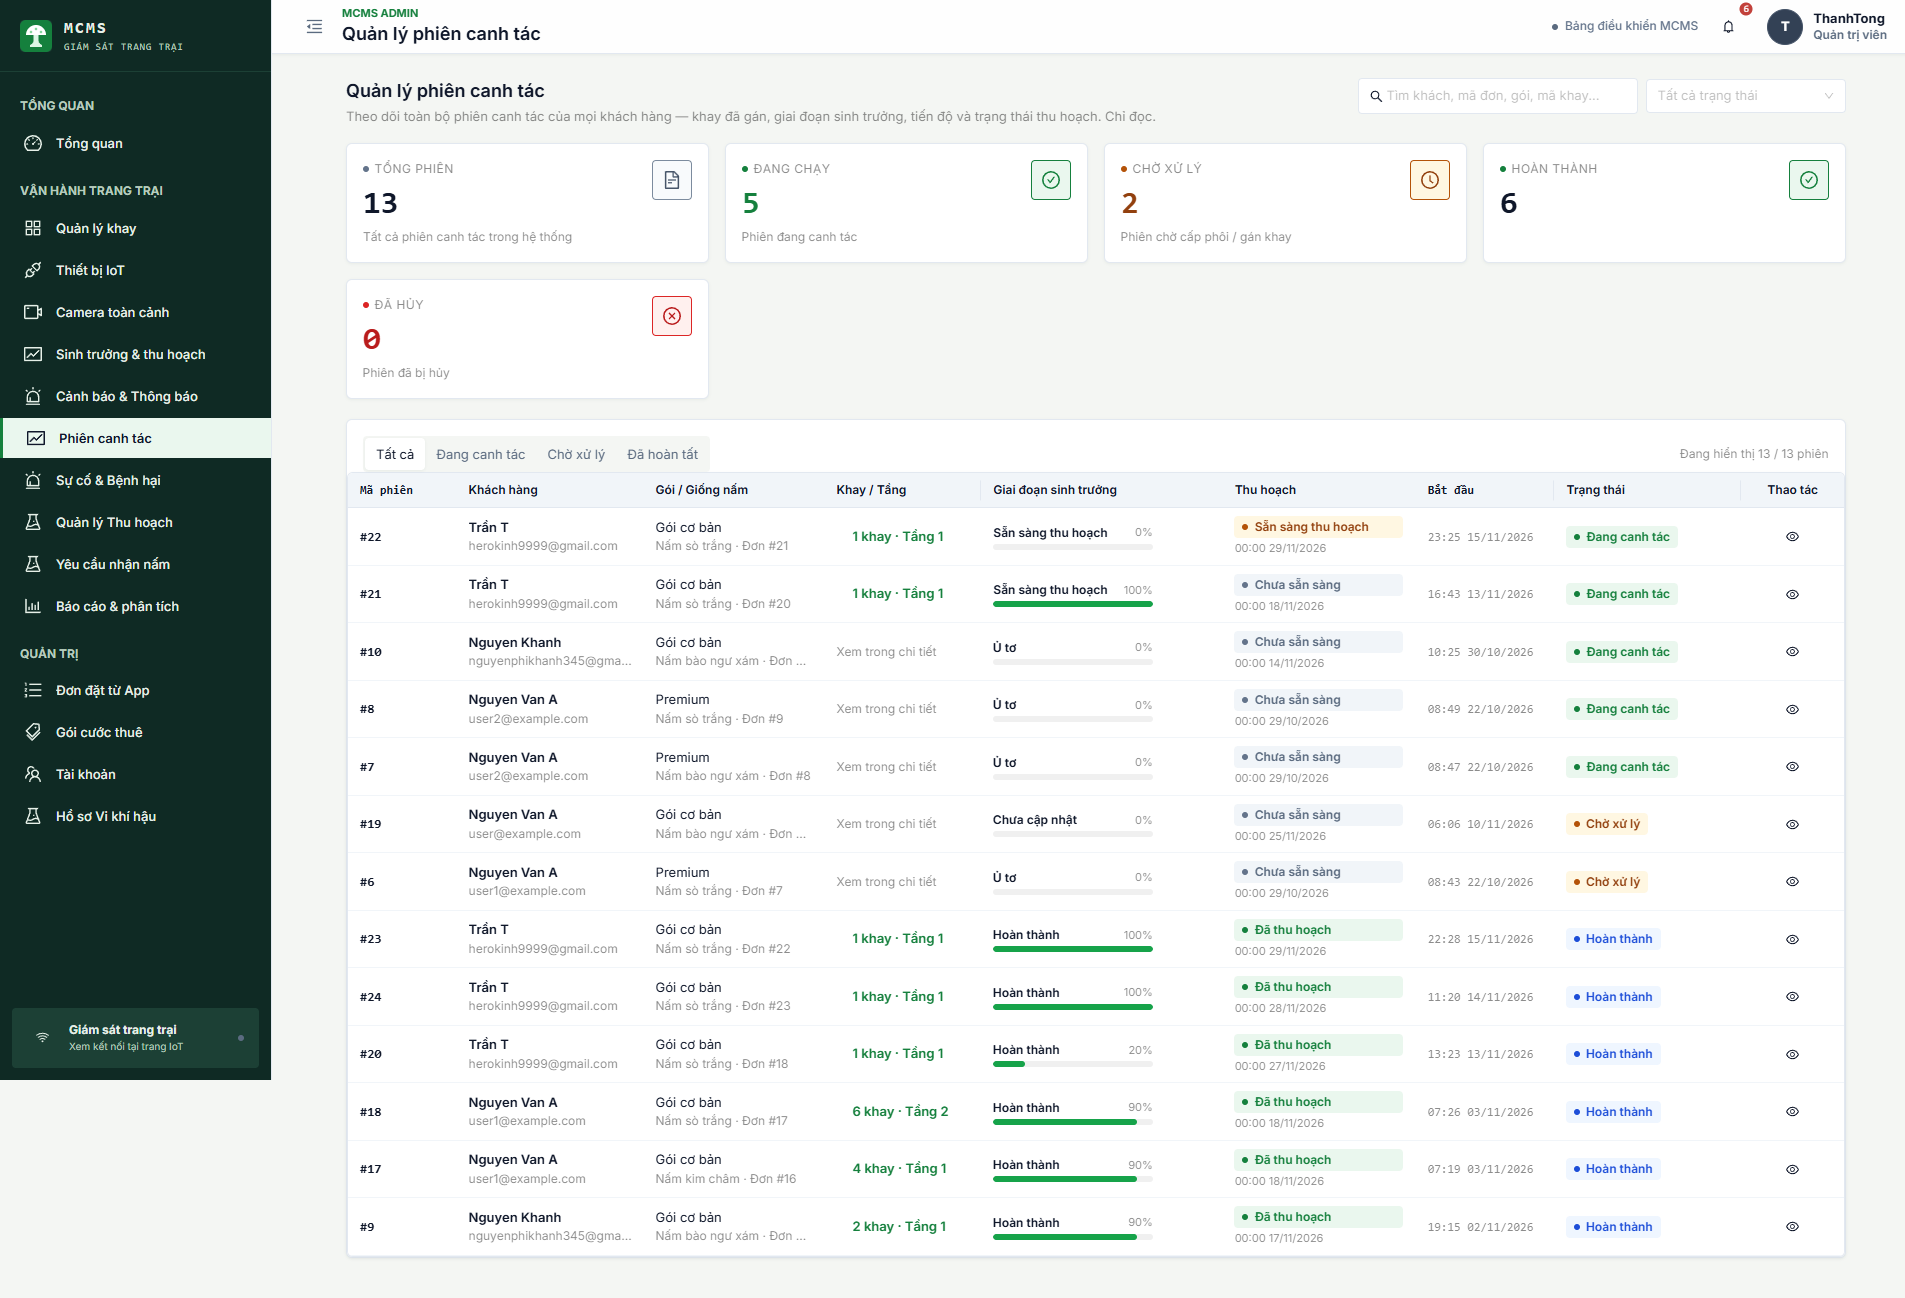 MCMS
GIÁM SÁT TRANG TRẠI
TỔNG QUAN
Tổng quan
VẬN HÀNH TRANG TRẠI
Quản lý khay
Thiết bị IoT
Camera toàn cảnh
Sinh trưởng & thu hoạch
Cảnh báo & Thông báo
Phiên canh tác
Sự cố & Bệnh hại
Quản lý Thu hoạch
Yêu cầu nhận nấm
Báo cáo & phân tích
QUẢN TRỊ
Đơn đặt từ App
Gói cước thuê
Tài khoản
Hồ sơ Vi khí hậu
Giám sát trang trại
Xem kết nối tại trang IoT
MCMS ADMIN
Quản lý phiên canh tác
Bảng điều khiển MCMS
6
T
ThanhTong
Quản trị viên
Quản lý phiên canh tác
Theo dõi toàn bộ phiên canh tác của mọi khách hàng — khay đã gán, giai đoạn sinh trưởng, tiến độ và trạng thái thu hoạch. Chỉ đọc.
Tìm khách, mã đơn, gói, mã khay...
Tất cả trạng thái
TỔNG PHIÊN
13
Tất cả phiên canh tác trong hệ thống
ĐANG CHẠY
5
Phiên đang canh tác
CHỜ XỬ LÝ
2
Phiên chờ cấp phôi / gán khay
HOÀN THÀNH
6
ĐÃ HỦY
0
Phiên đã bị hủy
Tất cả Đang canh tác Chờ xử lý Đã hoàn tất
Đang hiển thị 13 / 13 phiên
Mã phiên Khách hàng Gói / Giống nấm Khay / Tầng Giai đoạn sinh trưởng Thu hoạch Bắt đầu Trạng thái Thao tác
#22 Trần T Gói cơ bản 1 khay · Tầng 1 Sẵn sàng thu hoạch 0% Sẵn sàng thu hoạch 23:25 15/11/2026 Đang canh tác
herokinh9999@gmail.com Nấm sò trắng · Đơn #21 00:00 29/11/2026
#21 Trần T Gói cơ bản 1 khay · Tầng 1 Sẵn sàng thu hoạch 100% Chưa sẵn sàng 16:43 13/11/2026 Đang canh tác
herokinh9999@gmail.com Nấm sò trắng · Đơn #20 00:00 18/11/2026
#10 Nguyen Khanh Gói cơ bản Xem trong chi tiết Ủ tơ 0% Chưa sẵn sàng 10:25 30/10/2026 Đang canh tác
nguyenphikhanh345@gma... Nấm bào ngư xám · Đơn ... 00:00 14/11/2026
#8 Nguyen Van A Premium Xem trong chi tiết Ủ tơ 0% Chưa sẵn sàng 08:49 22/10/2026 Đang canh tác
user2@example.com Nấm sò trắng · Đơn #9 00:00 29/10/2026
#7 Nguyen Van A Premium Xem trong chi tiết Ủ tơ 0% Chưa sẵn sàng 08:47 22/10/2026 Đang canh tác
user2@example.com Nấm bào ngư xám · Đơn #8 00:00 29/10/2026
#19 Nguyen Van A Gói cơ bản Xem trong chi tiết Chưa cập nhật 0% Chưa sẵn sàng 06:06 10/11/2026 Chờ xử lý
user@example.com Nấm bào ngư xám · Đơn ... 00:00 25/11/2026
#6 Nguyen Van A Premium Xem trong chi tiết Ủ tơ 0% Chưa sẵn sàng 08:43 22/10/2026 Chờ xử lý
user1@example.com Nấm sò trắng · Đơn #7 00:00 29/10/2026
#23 Trần T Gói cơ bản 1 khay · Tầng 1 Hoàn thành 100% Đã thu hoạch 22:28 15/11/2026 Hoàn thành
herokinh9999@gmail.com Nấm sò trắng · Đơn #22 00:00 29/11/2026
#24 Trần T Gói cơ bản 1 khay · Tầng 1 Hoàn thành 100% Đã thu hoạch 11:20 14/11/2026 Hoàn thành
herokinh9999@gmail.com Nấm sò trắng · Đơn #23 00:00 28/11/2026
#20 Trần T Gói cơ bản 1 khay · Tầng 1 Hoàn thành 20% Đã thu hoạch 13:23 13/11/2026 Hoàn thành
herokinh9999@gmail.com Nấm sò trắng · Đơn #18 00:00 27/11/2026
#18 Nguyen Van A Gói cơ bản 6 khay · Tầng 2 Hoàn thành 90% Đã thu hoạch 07:26 03/11/2026 Hoàn thành
user1@example.com Nấm sò trắng · Đơn #17 00:00 18/11/2026
#17 Nguyen Van A Gói cơ bản 4 khay · Tầng 1 Hoàn thành 90% Đã thu hoạch 07:19 03/11/2026 Hoàn thành
user1@example.com Nấm kim châm · Đơn #16 00:00 18/11/2026
#9 Nguyen Khanh Gói cơ bản 2 khay · Tầng 1 Hoàn thành 90% Đã thu hoạch 19:15 02/11/2026 Hoàn thành
nguyenphikhanh345@gma... Nấm bào ngư xám · Đơn ... 00:00 17/11/2026